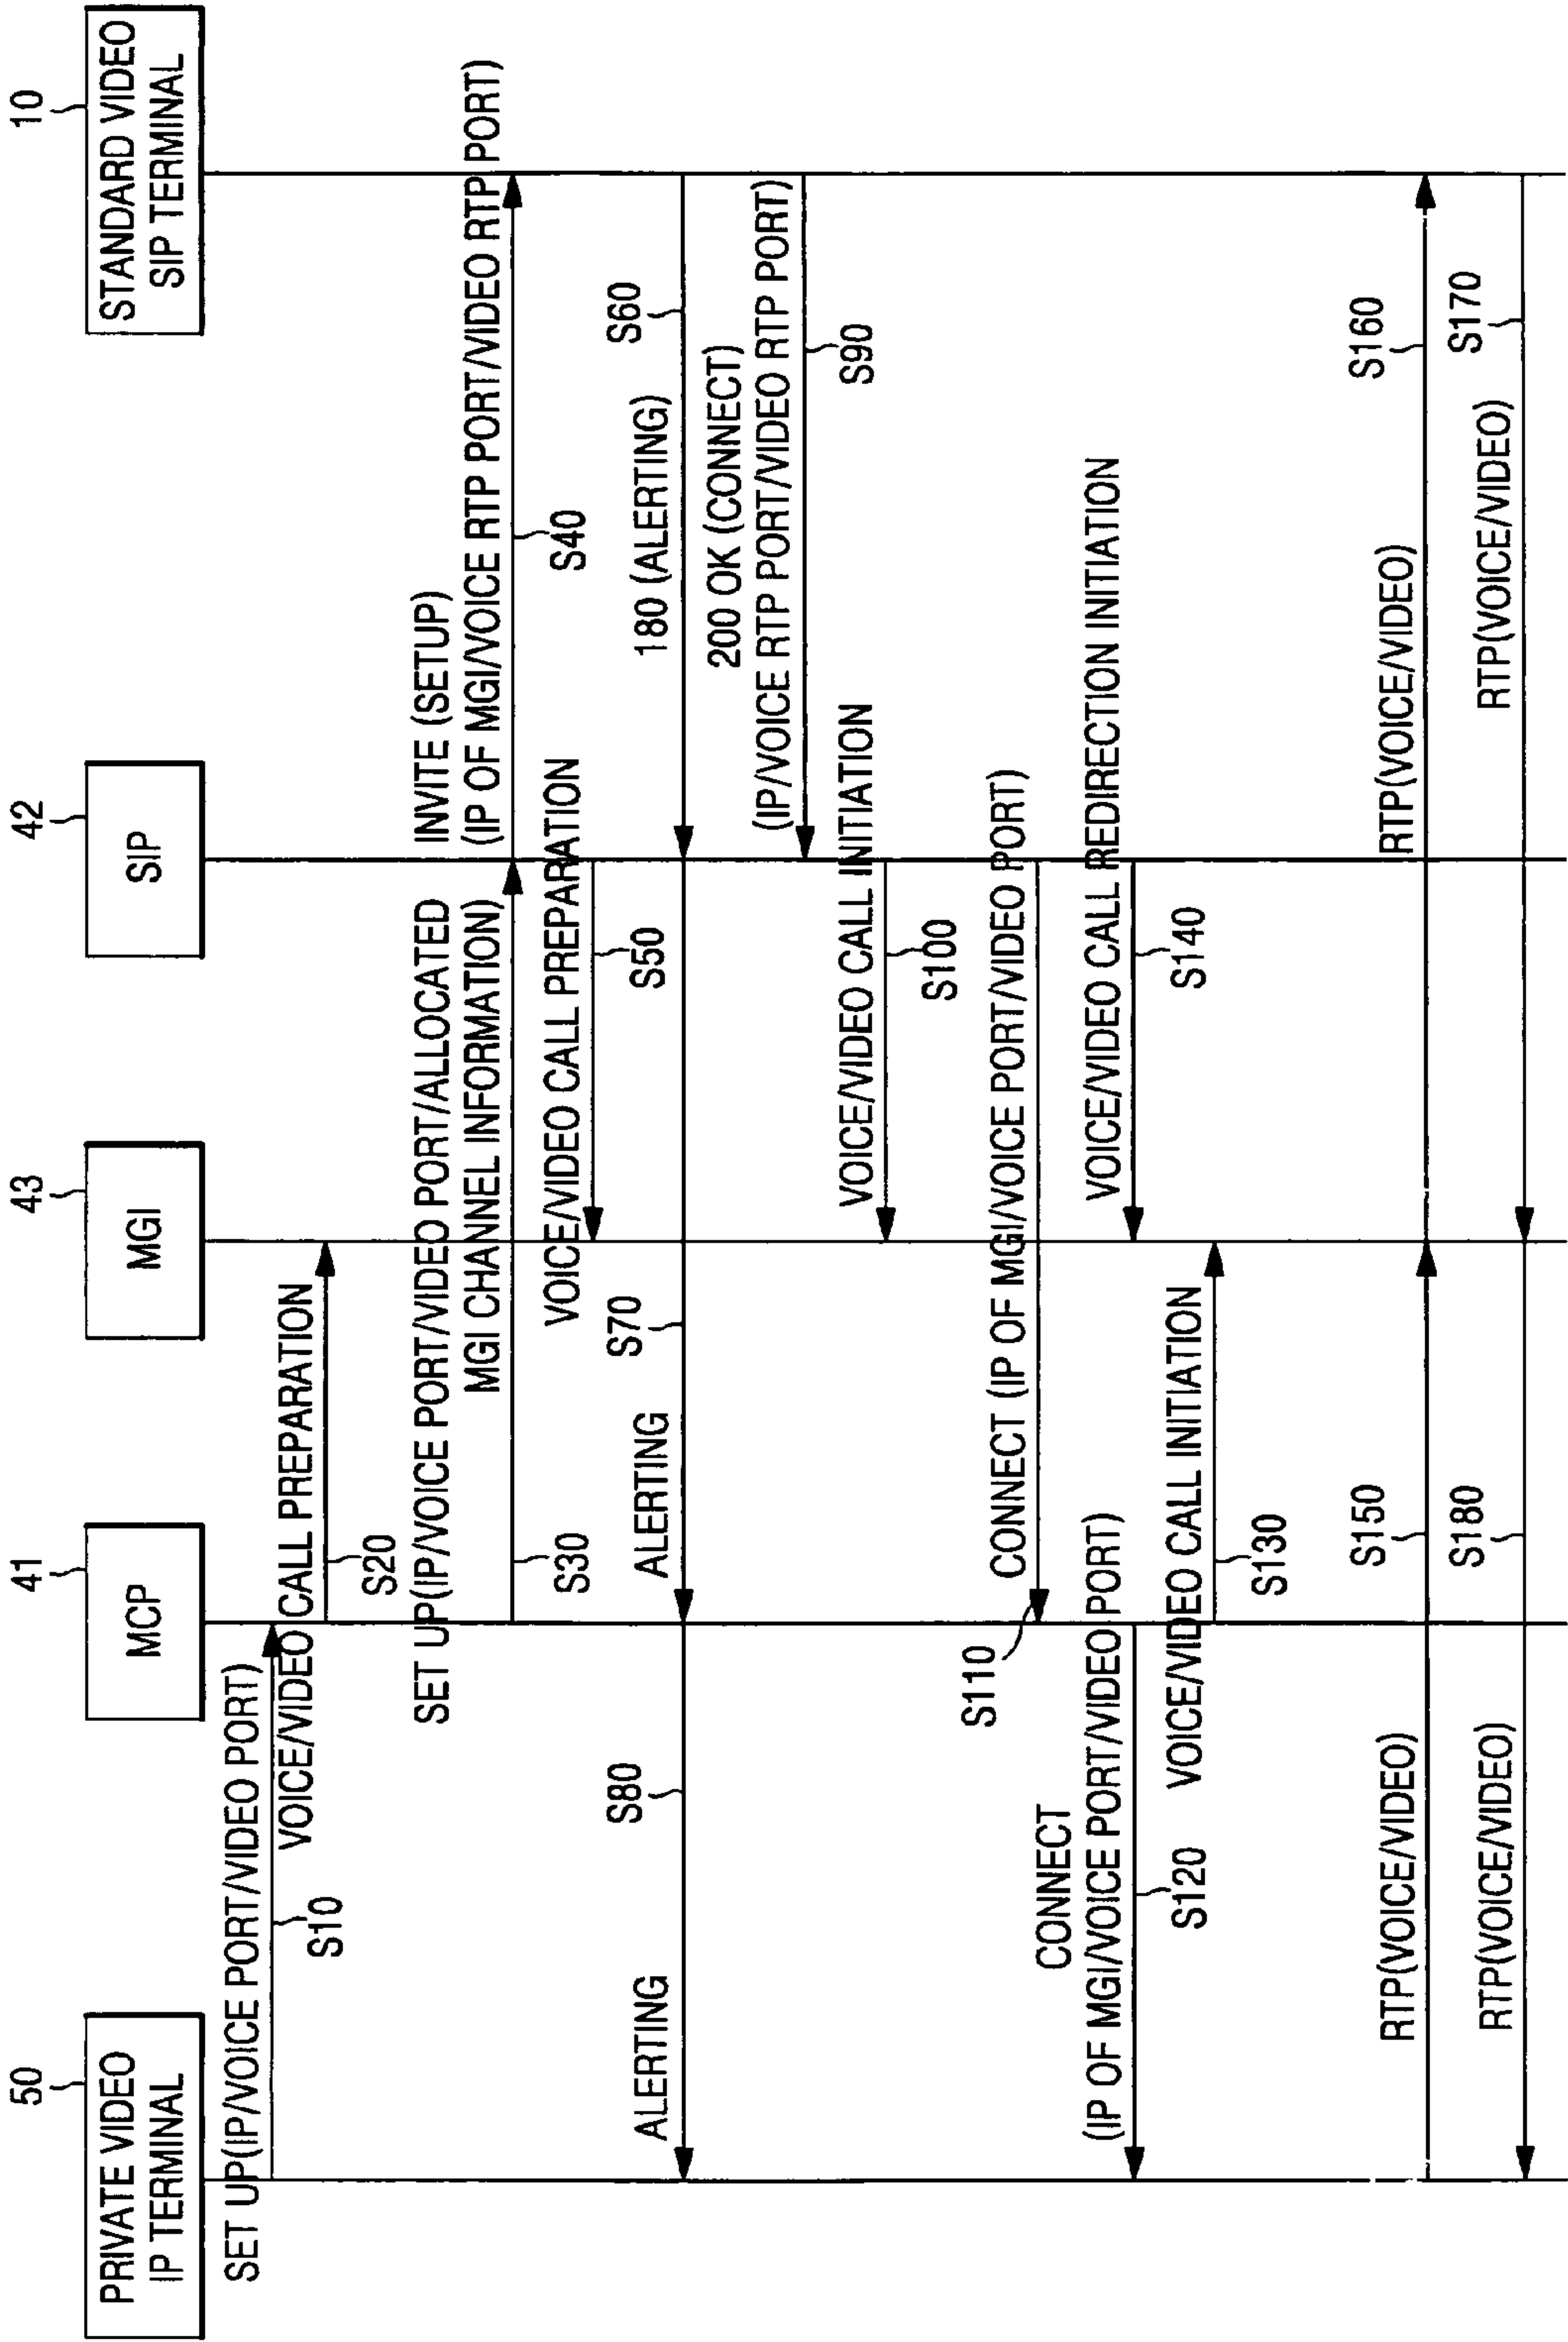 50
PRIVATE VIDEO
IP TERMINAL
41
MCP
43
MGI
42
SIP
10
STANDARD VIDEO
SIP TERMINAL
SET UP(IP/VOICE PORT/VIDEO PORT)
S10
VOICE/VIDEO CALL PREPARATION
S20
SET UP(IP/VOICE PORT/VIDEO PORT/ALLOCATED
MGI CHANNEL INFORMATION)
S30
INVITE (SETUP)
(IP OF MGI/VOICE RTP PORT/VIDEO RTP PORT)
S40
VOICE/VIDEO CALL PREPARATION
S50
180 (ALERTING)
S60
ALERTING
S70
ALERTING
S80
200 OK (CONNECT)
(IP/VOICE RTP PORT/VIDEO RTP PORT)
S90
VOICE/VIDEO CALL INITIATION
S100
CONNECT (IP OF MGI/VOICE PORT/VIDEO PORT)
S110
CONNECT
(IP OF MGI/VOICE PORT/VIDEO PORT)
S120
VOICE/VIDEO CALL REDIRECTION INITIATION
S140
VOICE/VIDEO CALL INITIATION
S130
RTP(VOICE/VIDEO)
S150
RTP(VOICE/VIDEO)
S160
RTP(VOICE/VIDEO)
S180
RTP(VOICE/VIDEO)
S170